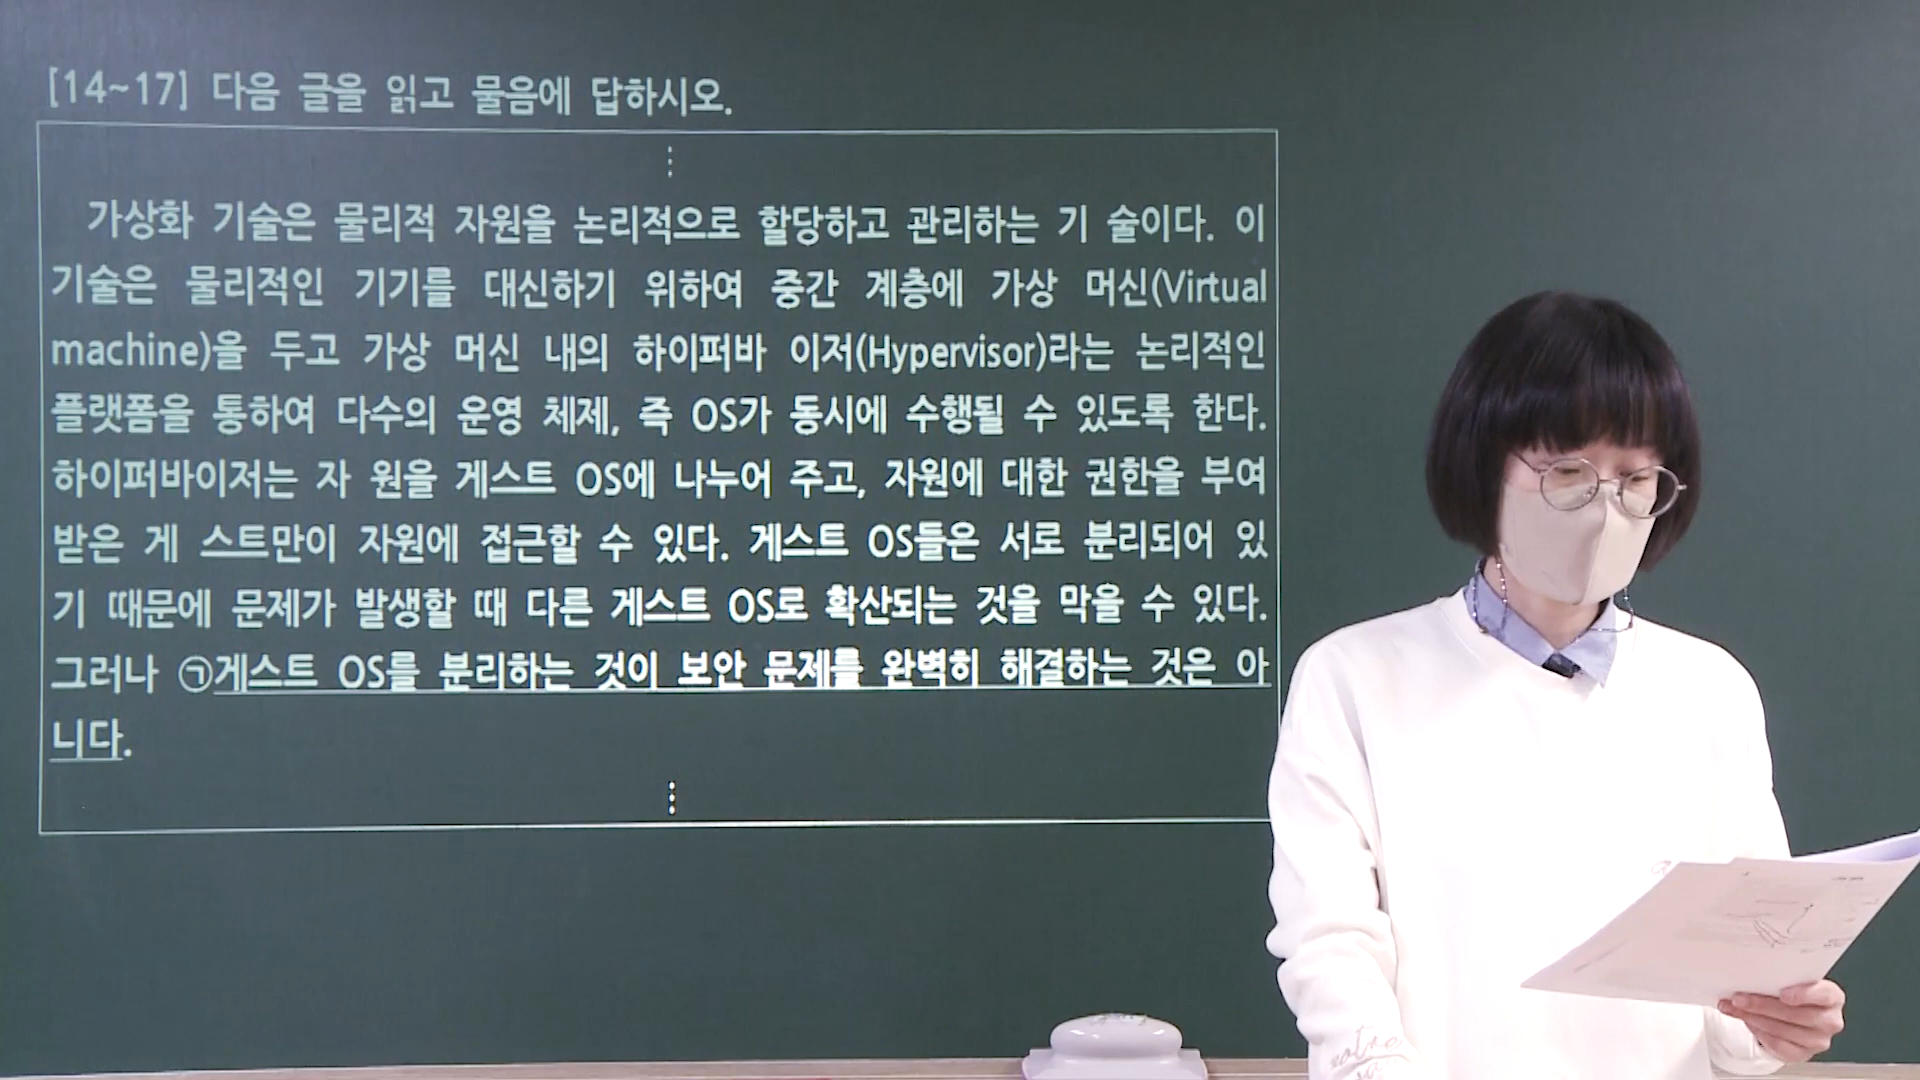 [14~17] 다음 글을 읽고 물음에 답하시오.
가상화 기술은 물리적 자원을 논리적으로 할당하고 관리하는 기 술이다. 이
기술은 물리적인 기기를 대신하기 위하여 중간 계층에 가상 머신(Virtual
machine)을 두고 가상 머신 내의 하이퍼바 이저(Hypervisor)라는 논리적인
플랫폼을 통하여 다수의 운영 체제, 즉 OS가 동시에 수행될 수 있도록 한다.
하이퍼바이저는 자 원을 게스트 OS에 나누어 주고, 자원에 대한 권한을 부여
받은 게 스트만이 자원에 접근할 수 있다. 게스트 OS들은 서로 분리되어 있
기 때문에 문제가 발생할 때 다른 게스트 OS로 확산되는 것을 막을 수 있다.
그러나 ㉠게스트 OS를 분리하는 것이 보안 문제를 완벽히 해결하는 것은 아
니다.